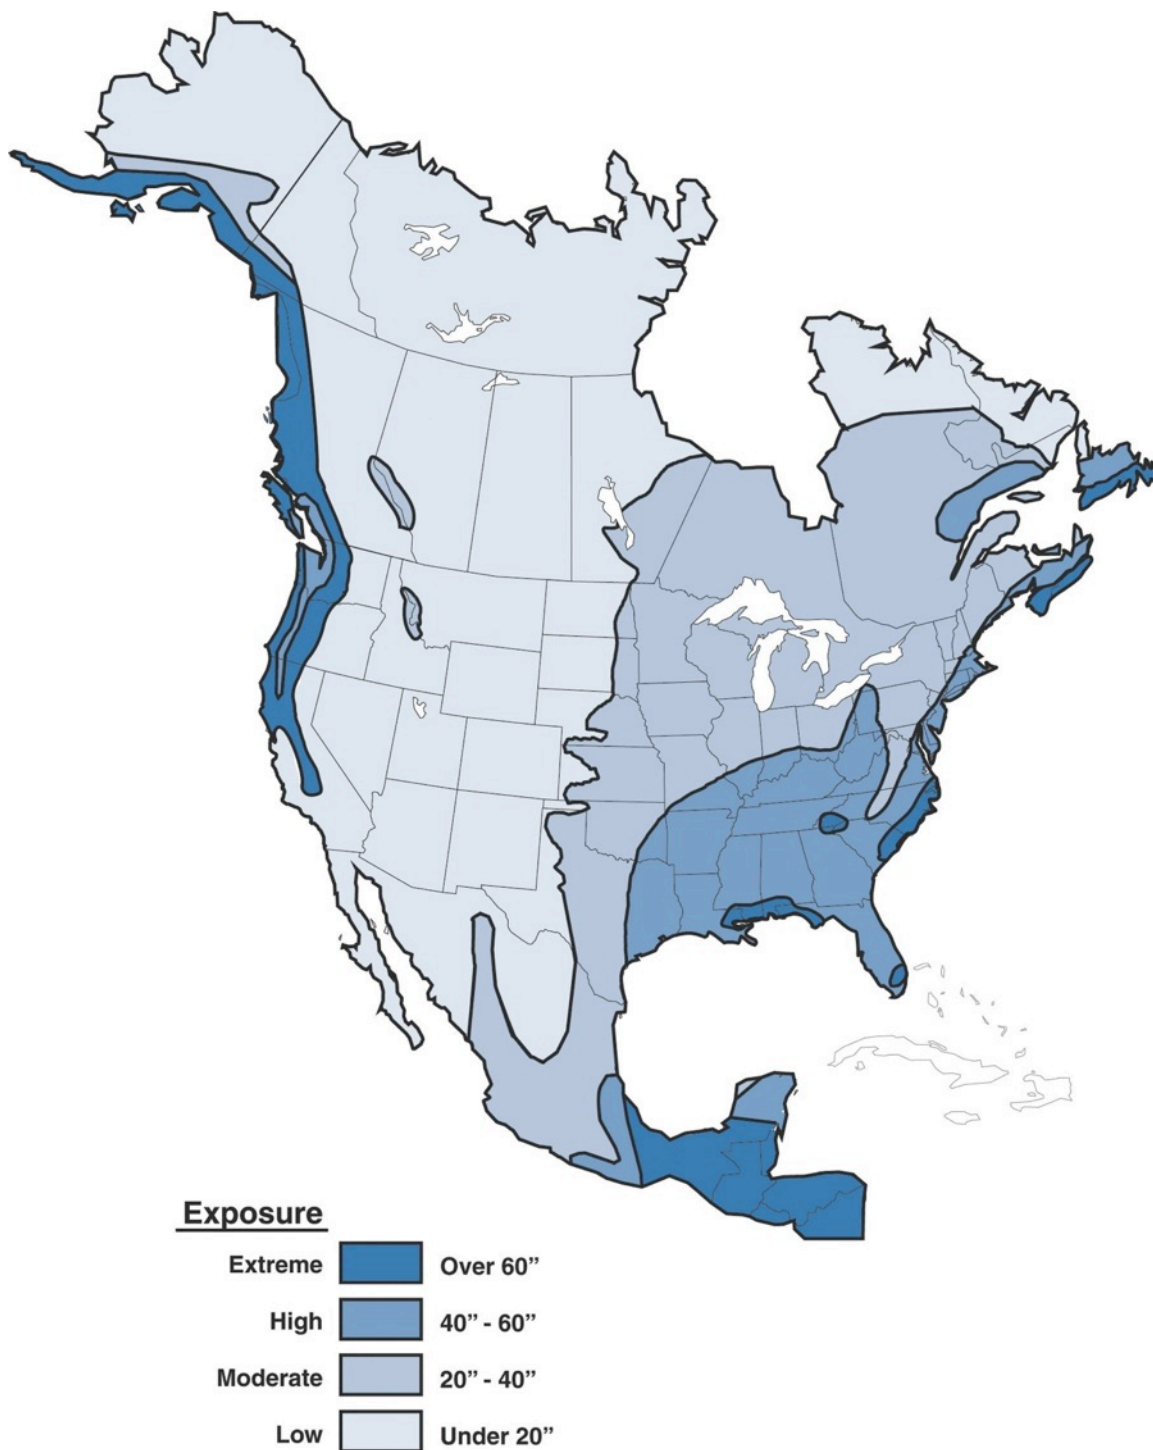 Exposure
Extreme Over 60”
High 40” - 60”
Moderate 20” - 40”
Low Under 20”